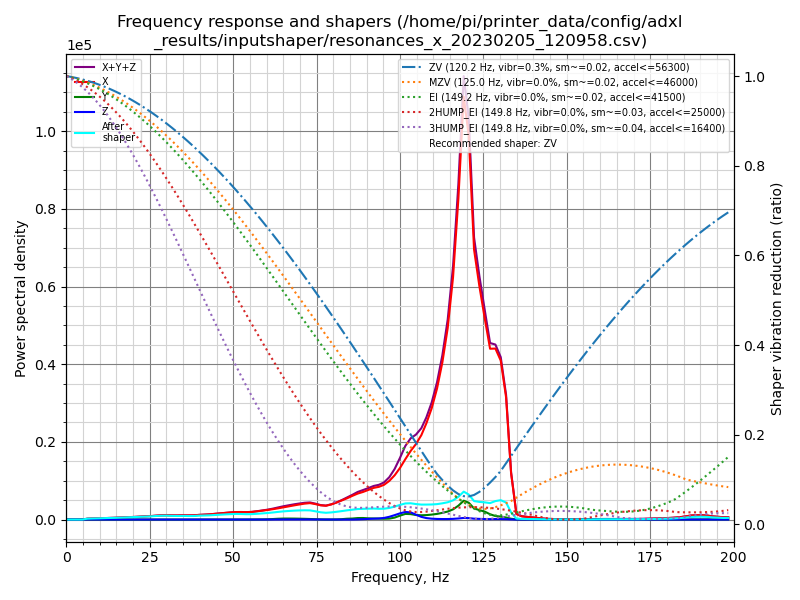 Frequency response and shapers (/home/pi/printer_data/config/adxl
_results/inputshaper/resonances_x_20230205_120958.csv)
1e5
X+Y+Z
X
Y
Z
After
shaper
ZV (120.2 Hz, vibr=0.3%, sm~=0.02, accel<=56300)
MZV (125.0 Hz, vibr=0.0%, sm~=0.02, accel<=46000)
EI (149.2 Hz, vibr=0.0%, sm~=0.02, accel<=41500)
2HUMP_EI (149.8 Hz, vibr=0.0%, sm~=0.03, accel<=25000)
3HUMP_EI (149.8 Hz, vibr=0.0%, sm~=0.04, accel<=16400)
Recommended shaper: ZV
Power spectral density
1.0
0.8
0.6
0.4
0.2
0.0
1.0
0.8
0.6
0.4
0.2
0.0
Shaper vibration reduction (ratio)
0 25 50 75 100 125 150 175 200
Frequency, Hz